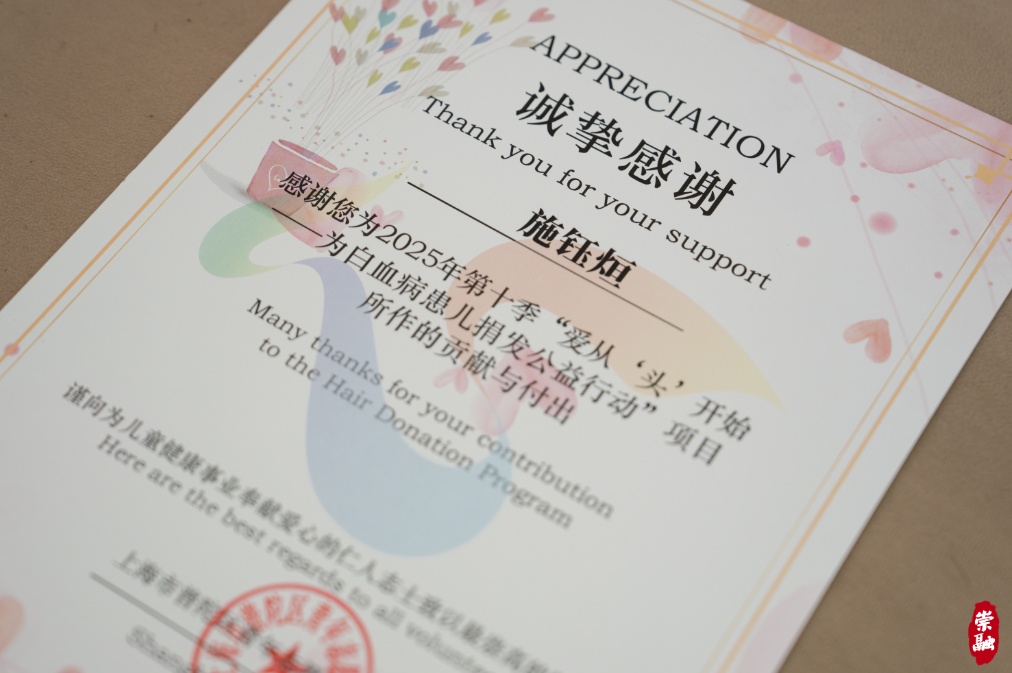 APPRECIATION
诚挚感谢
Thank you for your support
施钰烜
感谢您为2025年第十季“爱从‘头’开始
——为白血病患儿捐发公益行动”项目
所作的贡献与付出
Many thanks for your contribution
to the Hair Donation Program
谨向为儿童健康事业奉献爱心的仁人志士致以最崇高
Here are the best regards to all
上海市普陀区
崇融